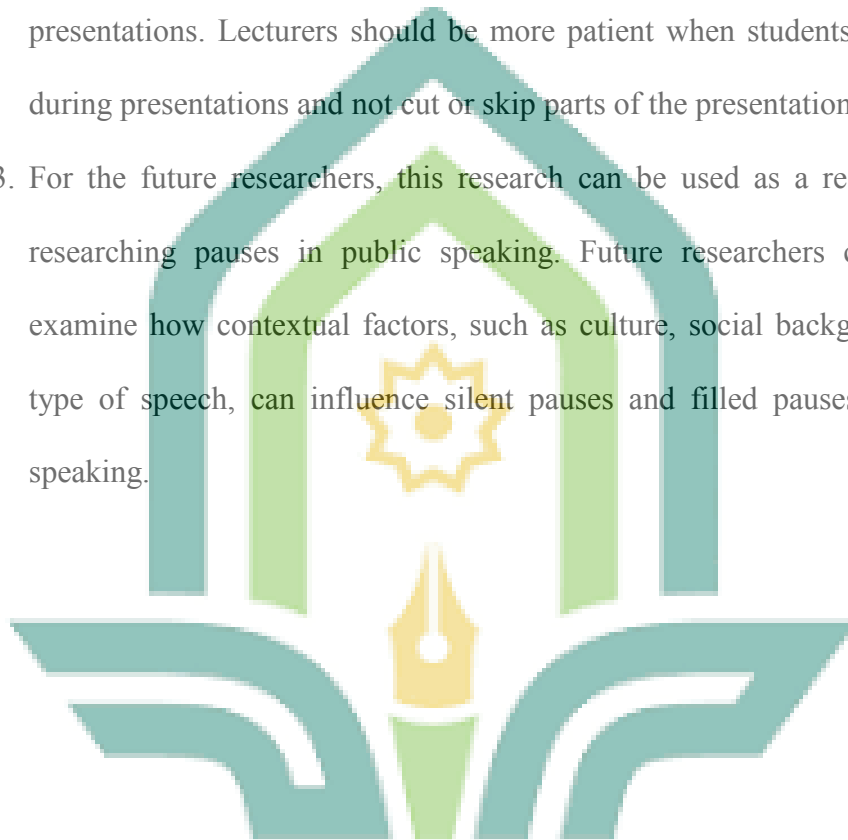 presentations. Lecturers should be more patient when students
during presentations and not cut or skip parts of the presentation
3. For the future researchers, this research can be used as a re
researching pauses in public speaking. Future researchers
examine how contextual factors, such as culture, social backg
type of speech, can influence silent pauses and filled pauses
speaking.